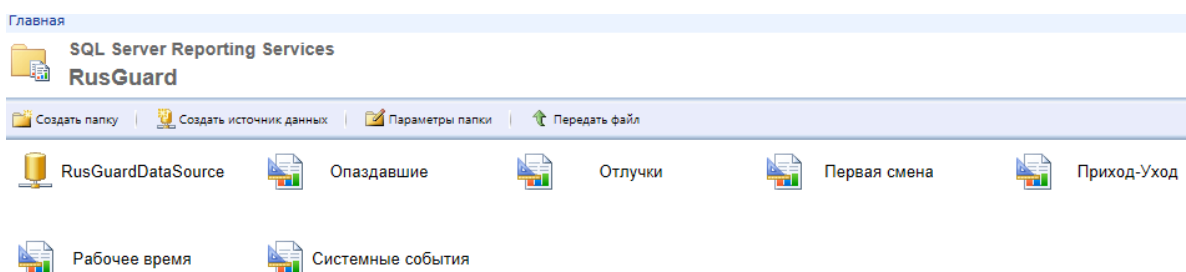 Главная
SQL Server Reporting Services
RusGuard
Создать папку Создать источник данных Параметры папки Передать файл
RusGuardDataSource Опаздавшие Отлучки Первая смена Приход-Уход
Рабочее время Системные события